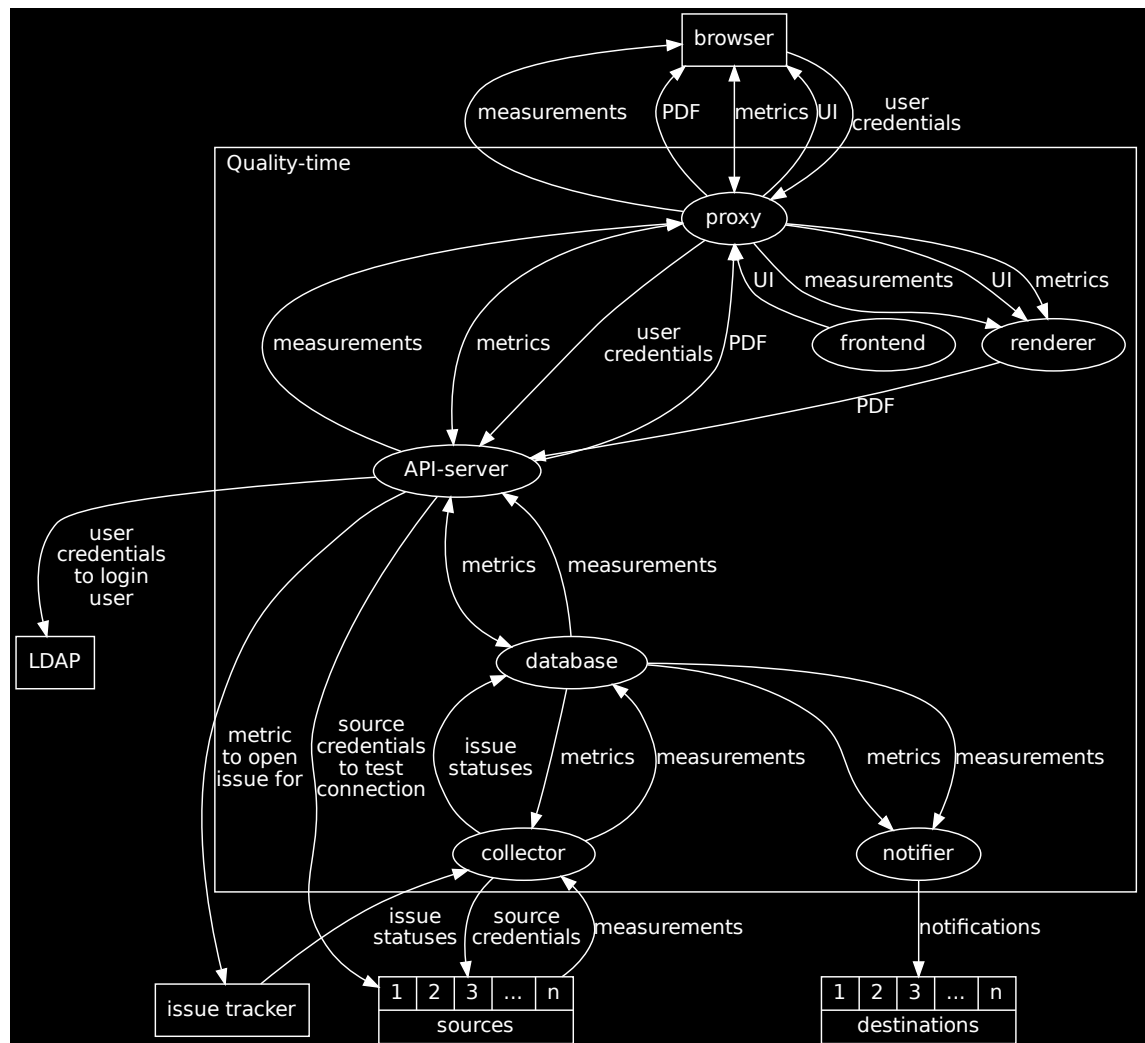 browser
measurements
PDF
metrics
UI
user
credentials
Quality-time
proxy
UI
measurements
UI
metrics
measurements
metrics
user
credentials
PDF
frontend
renderer
PDF
API-server
user
credentials
to login
user
metrics
measurements
LDAP
database
metric
to open
issue for
source
credentials
to test
connection
issue
statuses
metrics
measurements
metrics
measurements
collector
notifier
issue
statuses
source
credentials
measurements
notifications
issue tracker
1 2 3 ... n
sources
1 2 3 ... n
destinations